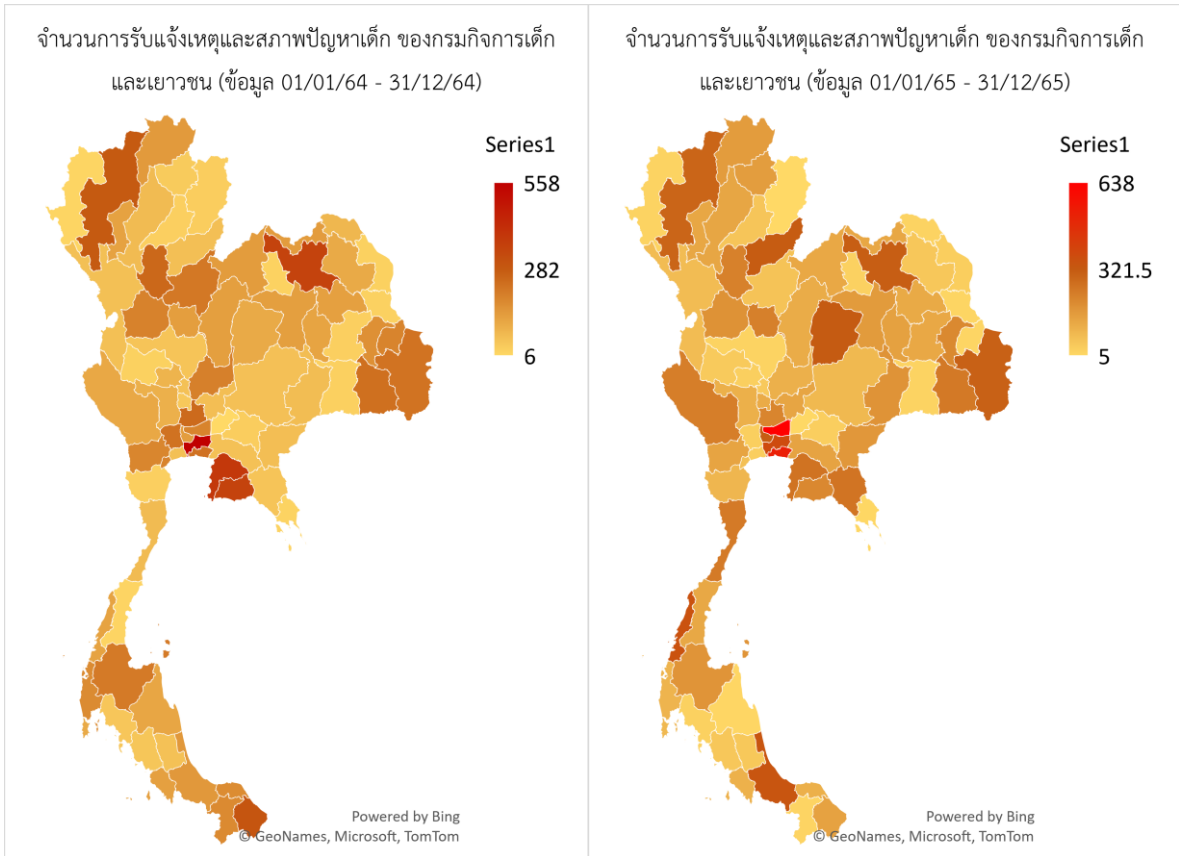 จำนวนการรับแจ้งเหตุและสภาพปัญหาเด็ก ของกรมกิจการเด็ก
และเยาวชน (ข้อมูล 01/01/64 - 31/12/64)
Series1
558
282
6
Powered by Bing
© GeoNames, Microsoft, TomTom
จำนวนการรับแจ้งเหตุและสภาพปัญหาเด็ก ของกรมกิจการเด็ก
และเยาวชน (ข้อมูล 01/01/65 - 31/12/65)
Series1
638
321.5
5
Powered by Bing
© GeoNames, Microsoft, TomTom